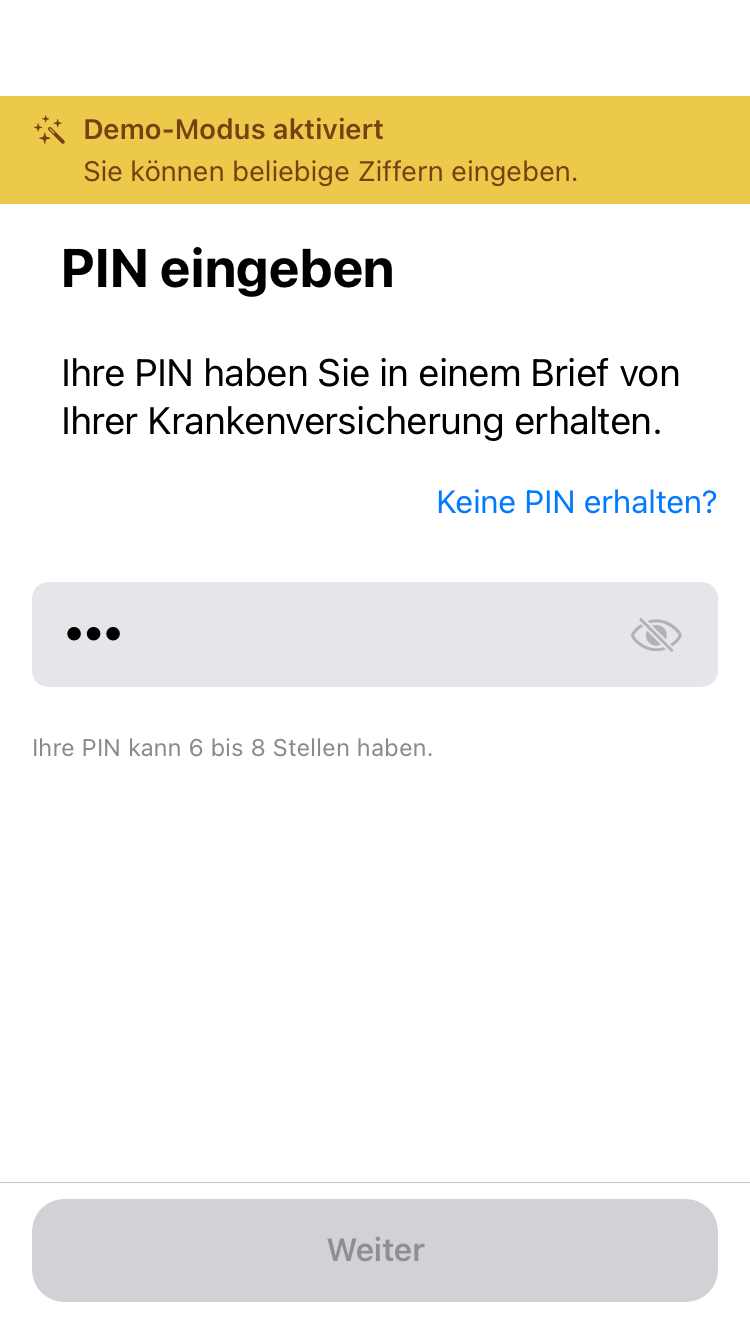 Demo-Modus aktiviert
Sie können beliebige Ziffern eingeben.
PIN eingeben
Ihre PIN haben Sie in einem Brief von
Ihrer Krankenversicherung erhalten.
Keine PIN erhalten?
•••
Ihre PIN kann 6 bis 8 Stellen haben.
Weiter